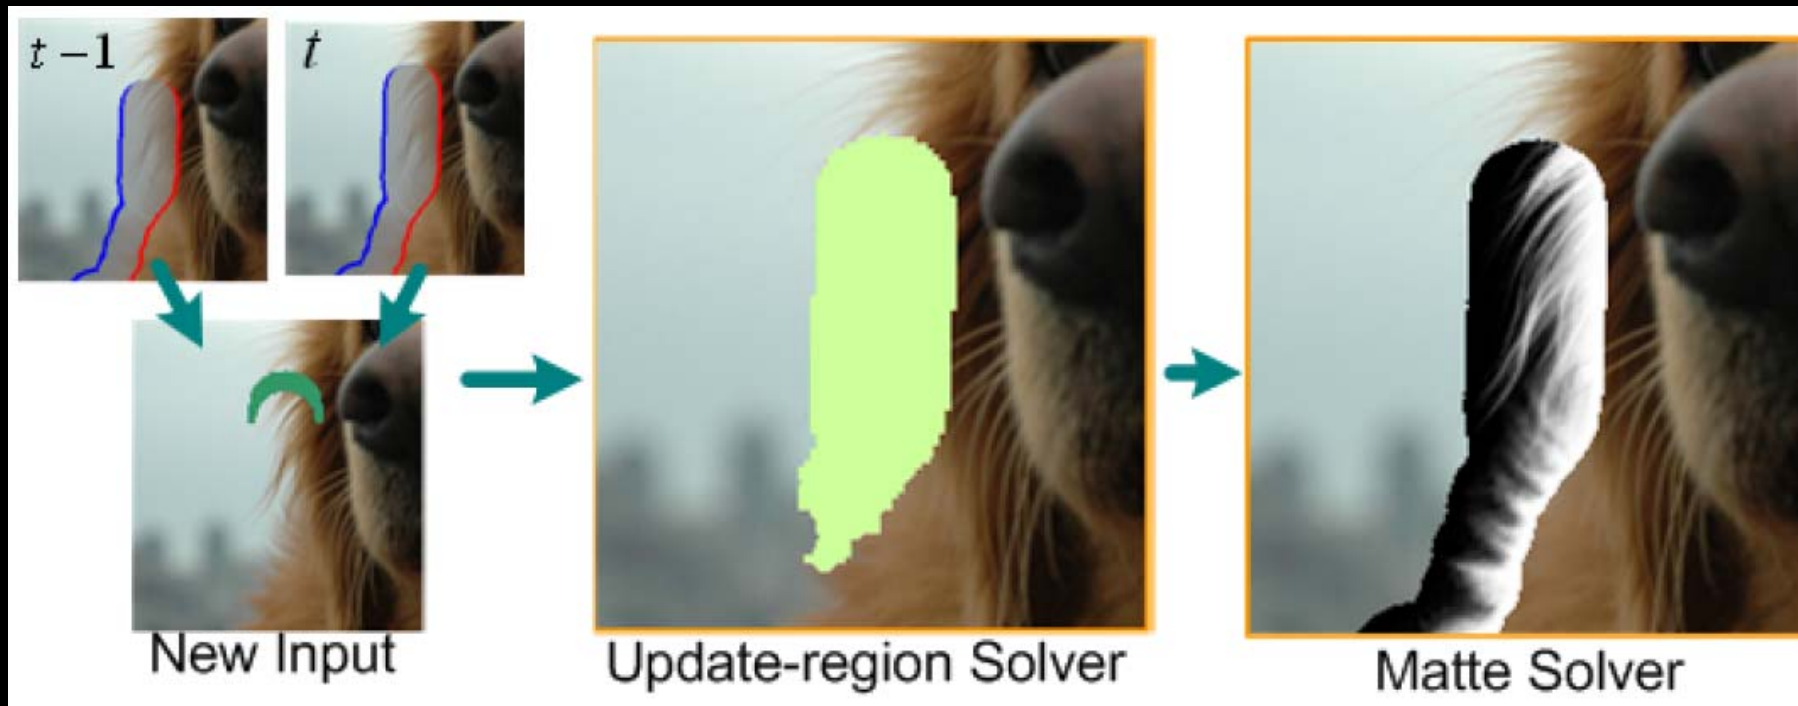 t – 1
t
New Input
Update-region Solver
Matte Solver